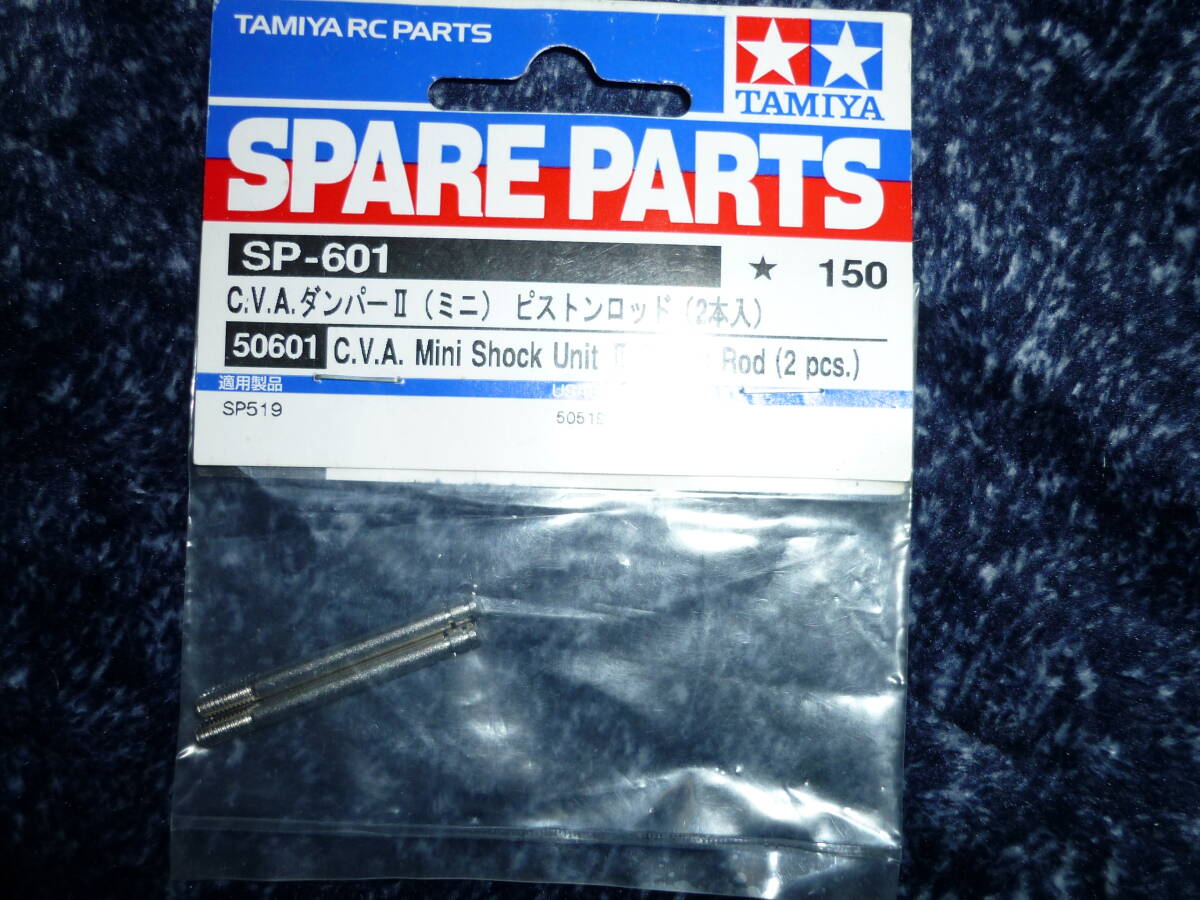 TAMIYA RC PARTS
TAMIYA
SPARE PARTS
SP-601 ★ 150
C.V.A.ダンパーⅡ（ミニ） ピストンロッド（2本入）
50601 C.V.A. Mini Shock Unit Rod (2 pcs.)
適用製品
SP519